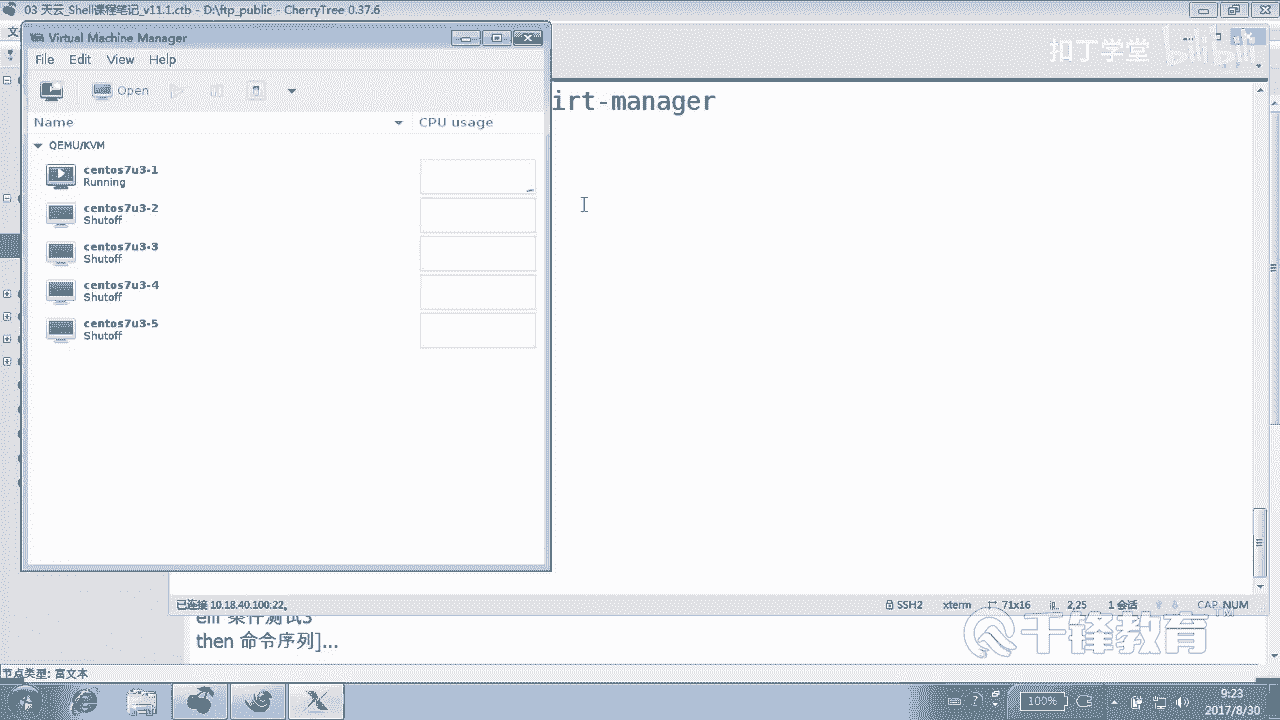 03 天云_Shell课程笔记_v11.1.ctb - D:\ftp_public - CherryTree 0.37.6
文
Virtual Machine Manager
File Edit View Help
Open
Name CPU usage
QEMU/KVM
centos7u3-1
Running
centos7u3-2
Shutoff
centos7u3-3
Shutoff
centos7u3-4
Shutoff
centos7u3-5
Shutoff
irt-manager
扣丁学堂 bilibili
已连接 10.18.40.100:22。 SSH2 xterm 71x16 2,25 1 会话 CAP NUM
elif 条件测试3
then 命令序列]...
千锋教育
节点类型: 富文本
100%
9:23
2017/8/30